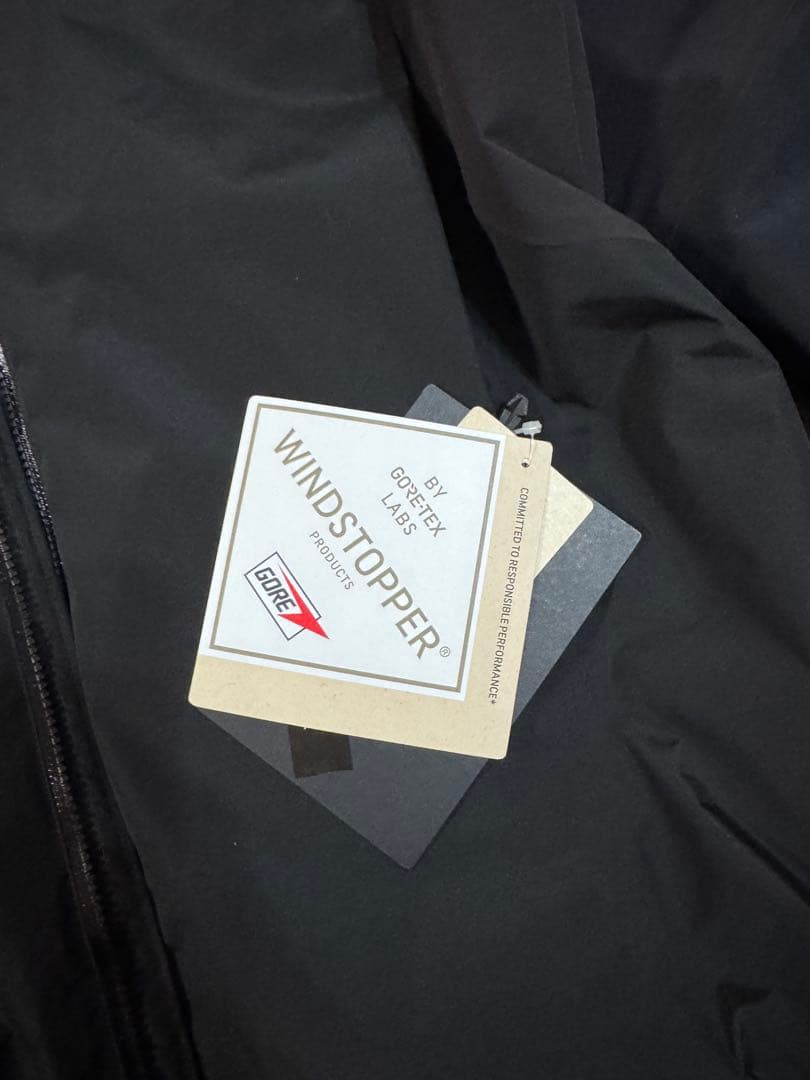 BY
GORE-TEX
LABS
WINDSTOPPER®
PRODUCTS
GORE
COMMITTED TO RESPONSIBLE PERFORMANCE+